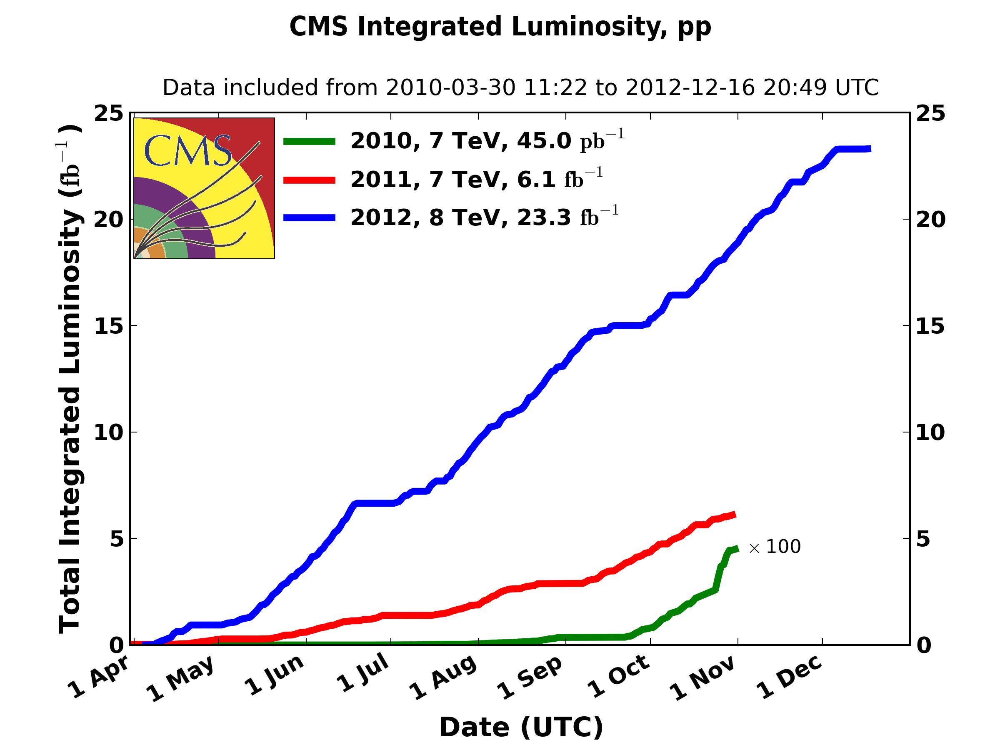 CMS Integrated Luminosity, pp
Data included from 2010-03-30 11:22 to 2012-12-16 20:49 UTC
CMS
2010, 7 TeV, 45.0 pb⁻¹
2011, 7 TeV, 6.1 fb⁻¹
2012, 8 TeV, 23.3 fb⁻¹
Total Integrated Luminosity (fb⁻¹)
25 25
20 20
15 15
10 10
5 5
× 100
0 0
1 Apr 1 May 1 Jun 1 Jul 1 Aug 1 Sep 1 Oct 1 Nov 1 Dec
Date (UTC)